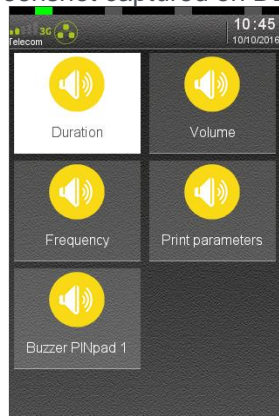 3G
10:45
Telecom
10/10/2016
Duration
Volume
Frequency
Print parameters
Buzzer PINpad 1